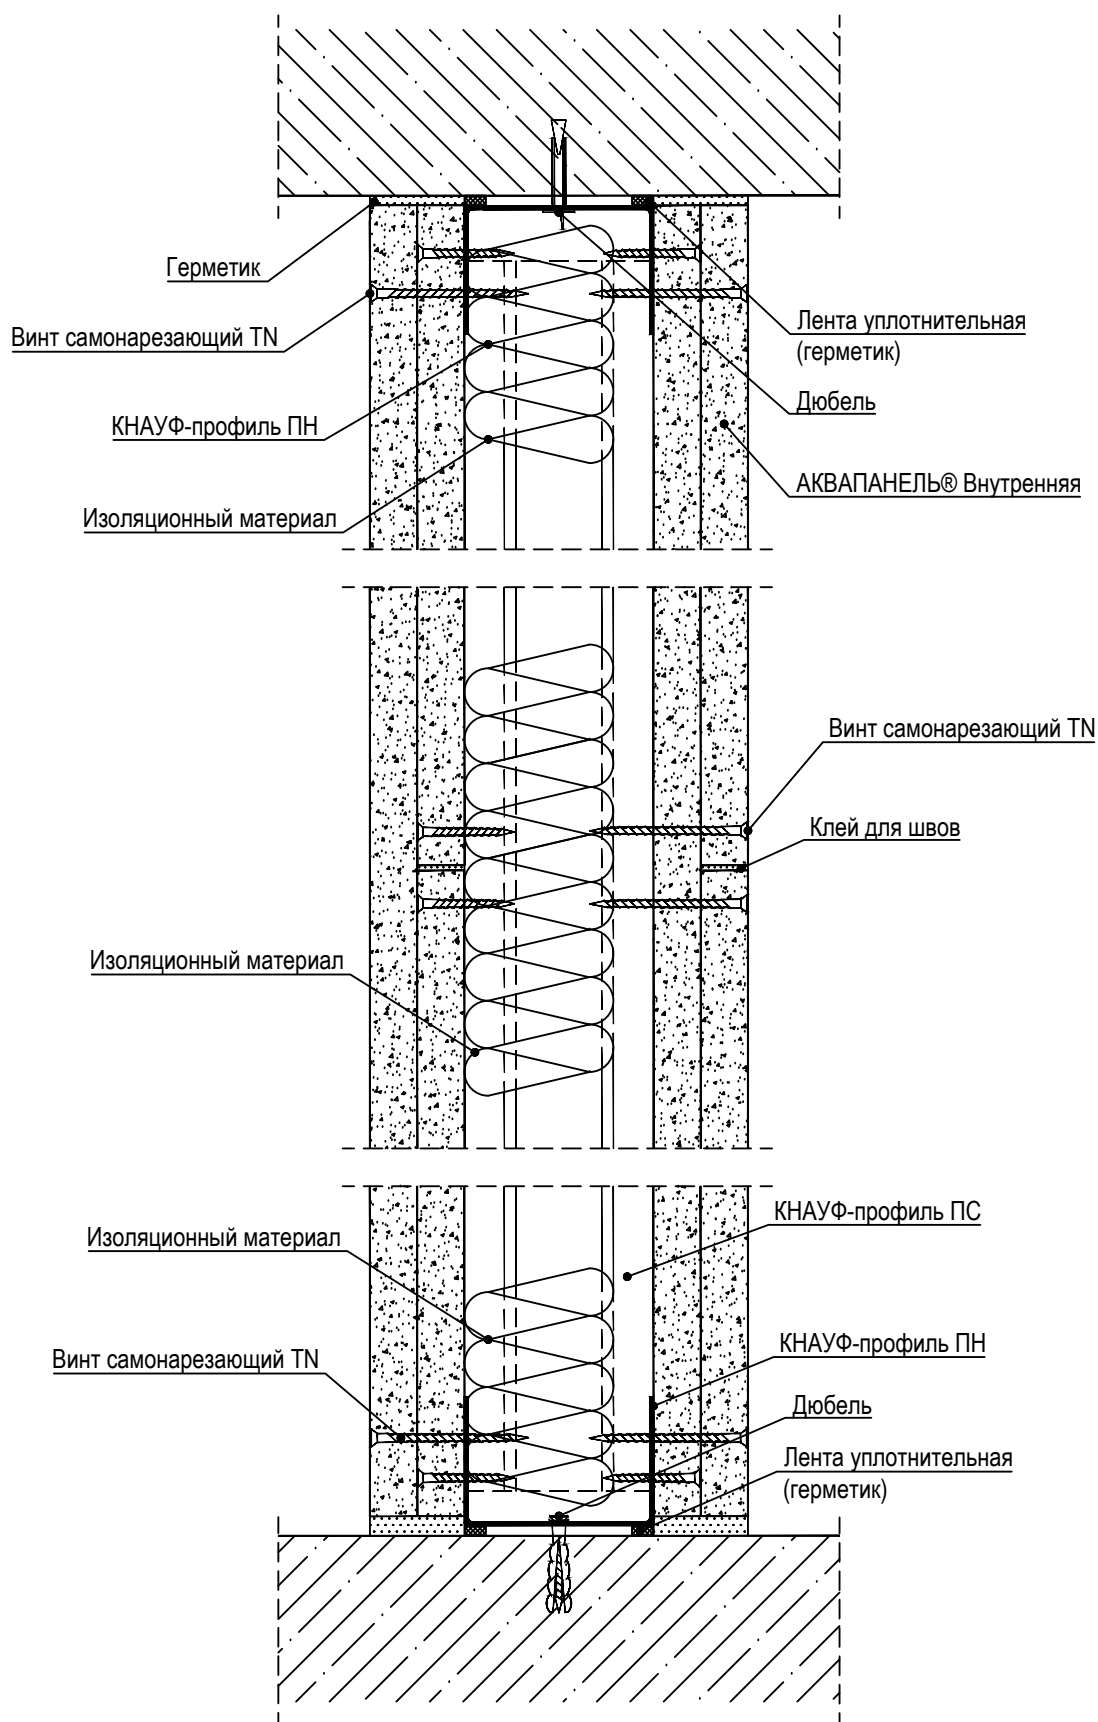 Герметик
Винт самонарезающий TN
КНАУФ-профиль ПН
Изоляционный материал
Лента уплотнительная
(герметик)
Дюбель
АКВАПАНЕЛЬ® Внутренняя
Винт самонарезающий TN
Клей для швов
Изоляционный материал
КНАУФ-профиль ПС
Изоляционный материал
КНАУФ-профиль ПН
Винт самонарезающий TN
Дюбель
Лента уплотнительная
(герметик)